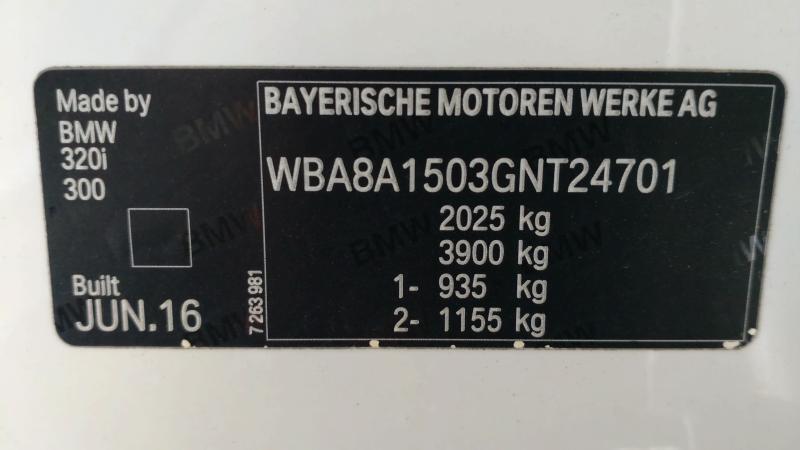 Made by
BMW
320i
300
Built
JUN.16
7 263 981
BAYERISCHE MOTOREN WERKE AG
WBA8A1503GNT24701
2025 kg
3900 kg
1- 935 kg
2- 1155 kg